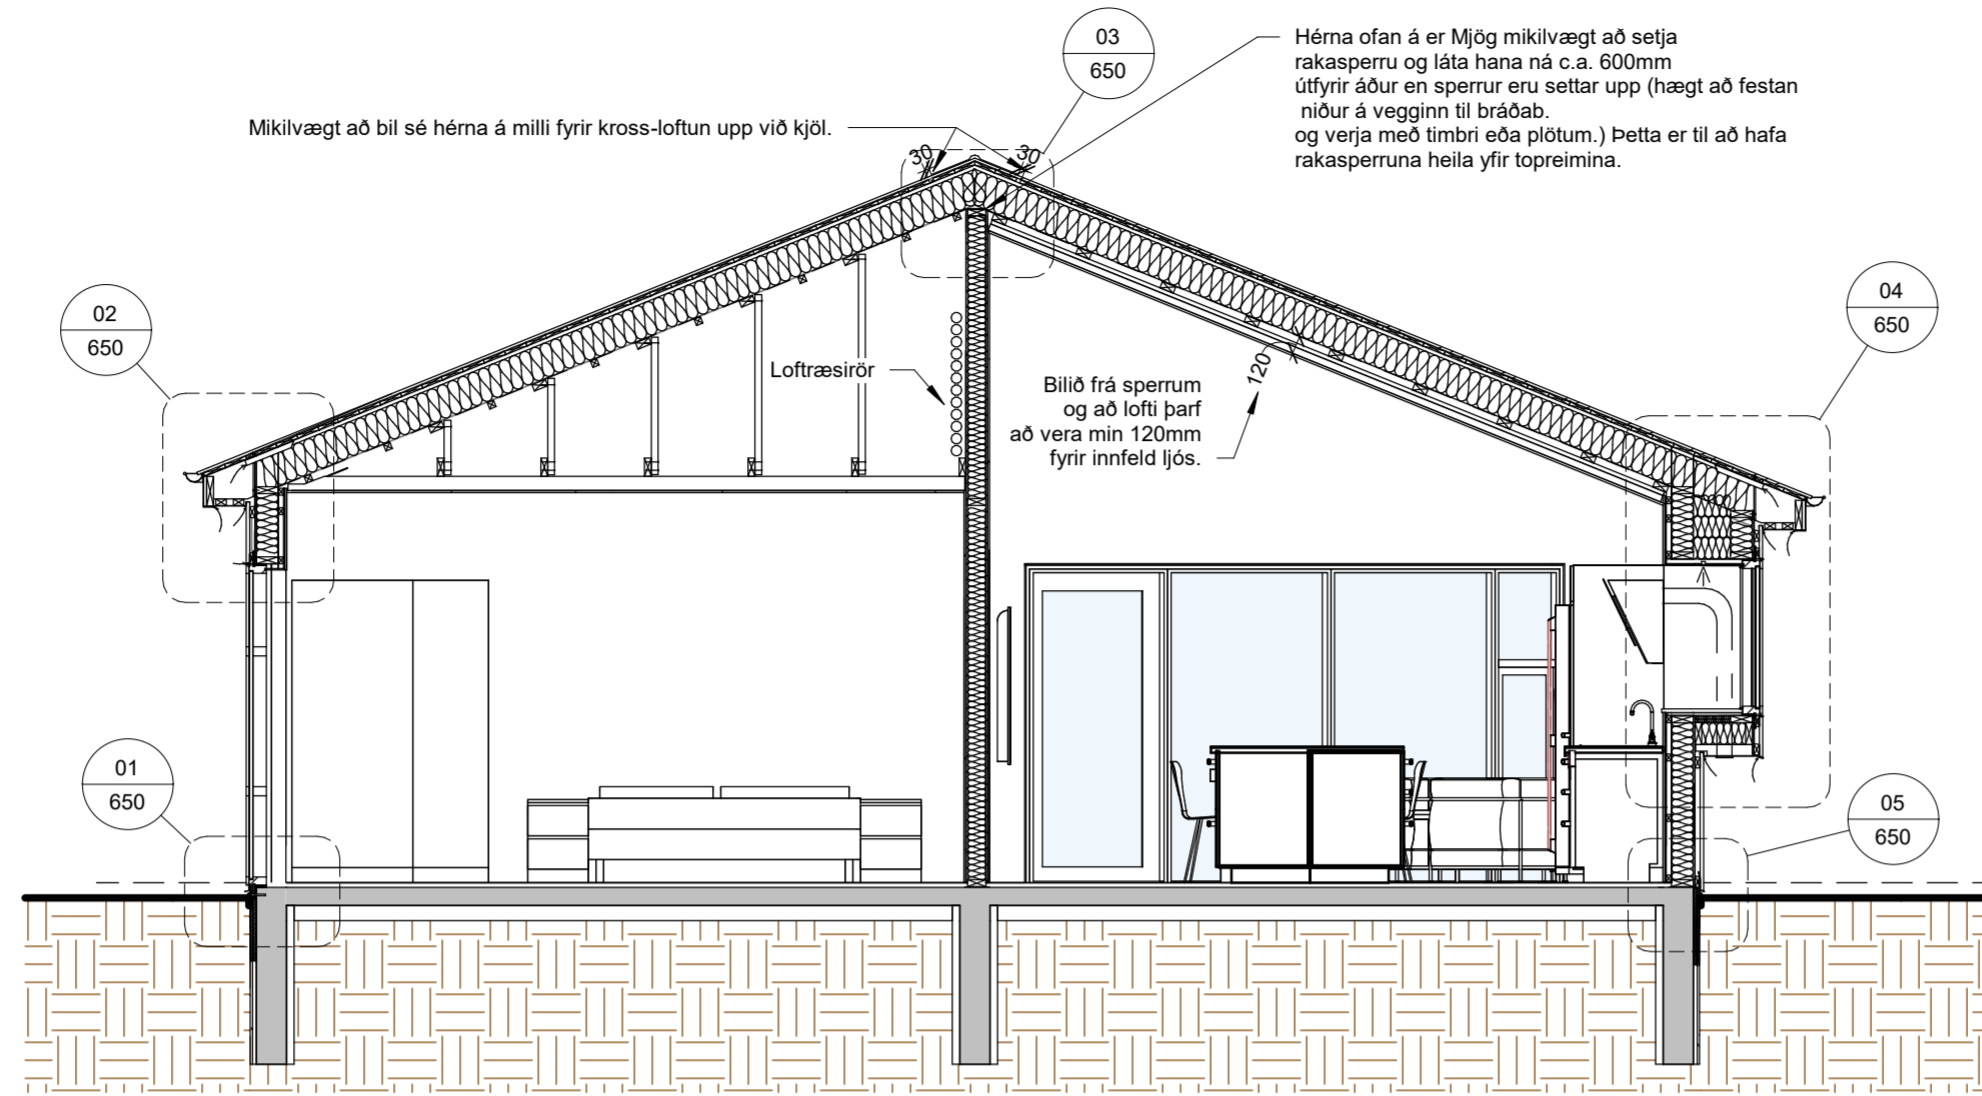 03
650
Hérna ofan á er Mjög mikilvægt að setja
rakasperru og láta hana ná c.a. 600mm
útfyrir áður en sperrur eru settar upp (hægt að festan
niður á vegginn til bráðab.
og verja með timbri eða plötum.) Þetta er til að hafa
rakasperruna heila yfir topreimina.
Mikilvægt að bil sé hérna á milli fyrir kross-loftun upp við kjöl.
30
30
02
650
04
650
Loftræsirör
120
Bilið frá sperrum
og að lofti þarf
að vera min 120mm
fyrir innfeld ljós.
01
650
05
650